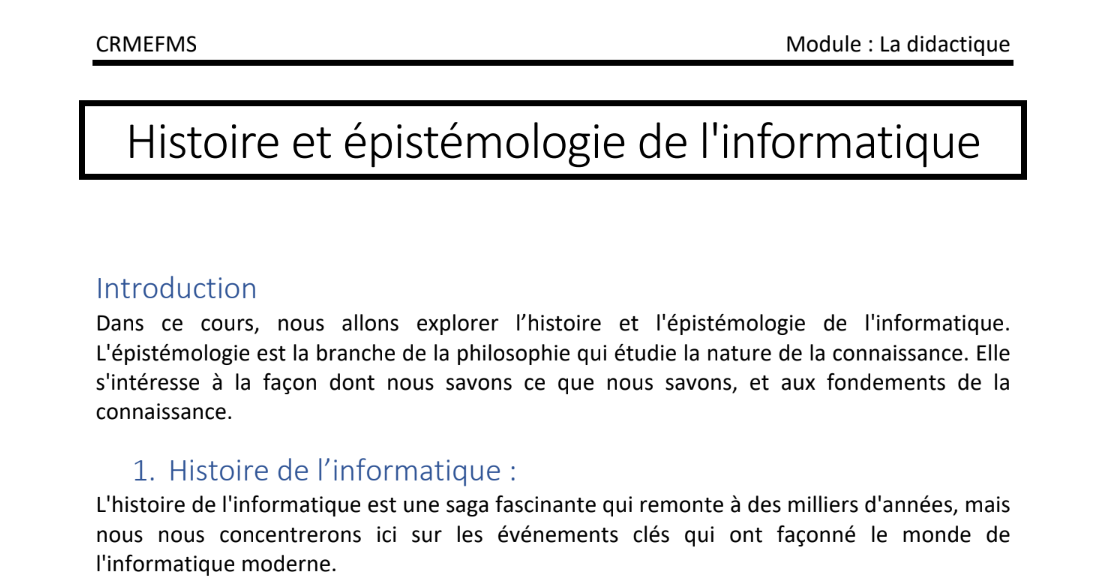 CRMEFMS Module : La didactique
Histoire et épistémologie de l'informatique
Introduction
Dans ce cours, nous allons explorer l’histoire et l'épistémologie de l'informatique.
L'épistémologie est la branche de la philosophie qui étudie la nature de la connaissance. Elle
s'intéresse à la façon dont nous savons ce que nous savons, et aux fondements de la
connaissance.
1. Histoire de l’informatique :
L'histoire de l'informatique est une saga fascinante qui remonte à des milliers d'années, mais
nous nous concentrerons ici sur les événements clés qui ont façonné le monde de
l'informatique moderne.